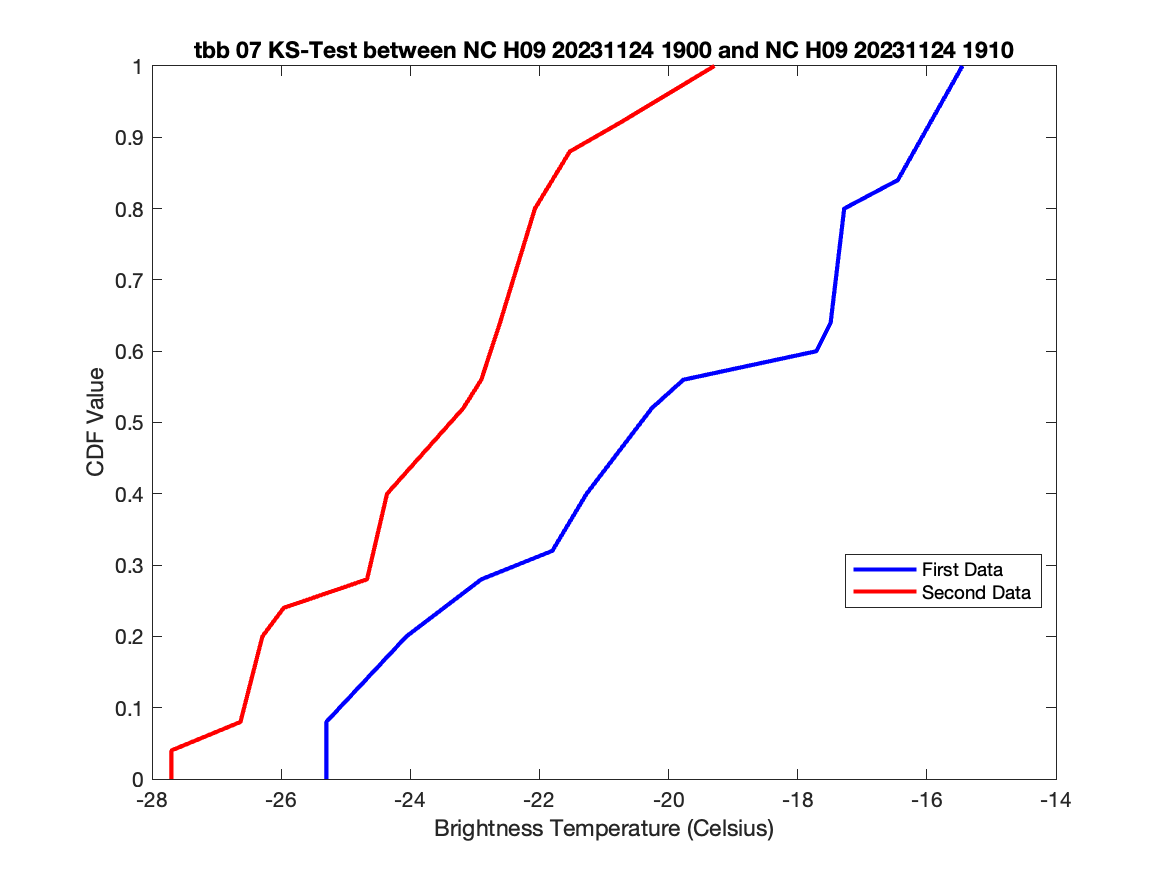 tbb 07 KS-Test between NC H09 20231124 1900 and NC H09 20231124 1910
1
0.9
0.8
0.7
0.6
0.5
0.4
0.3
0.2
0.1
0
CDF Value
First Data
Second Data
-28 -26 -24 -22 -20 -18 -16 -14
Brightness Temperature (Celsius)